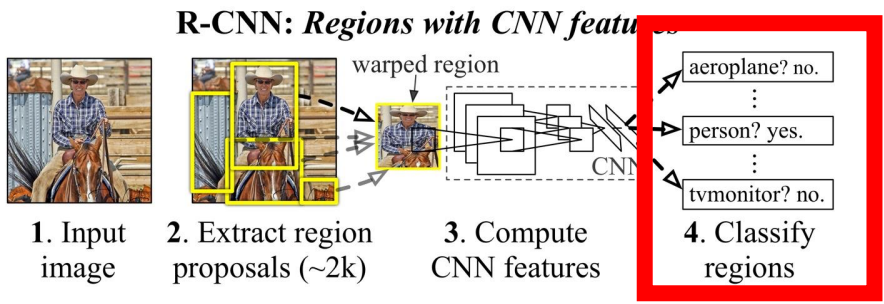 R-CNN: Regions with CNN features
warped region
aeroplane? no.
person? yes.
CNN
tvmonitor? no.
1. Input image
2. Extract region proposals (~2k)
3. Compute CNN features
4. Classify regions